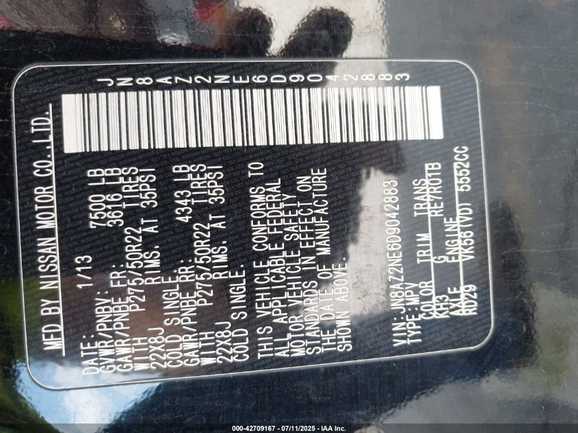 MFD BY NISSAN MOTOR CO.,LTD.
DATE: 1/13
GVWR/PNBV: 7500 LB
GAWR/PNBE FR: 3616 LB
WITH P275/50R22 TIRES
22X8J RIMS. AT 35PSI
COLD SINGLE.
GAWR/PNBE RR: 4343 LB
WITH P275/50R22 TIRES
22X8J RIMS. AT 35PSI
COLD SINGLE.
THIS VEHICLE CONFORMS TO
ALL APPLICABLE FEDERAL
MOTOR VEHICLE SAFETY
STANDARDS IN EFFECT ON
THE DATE OF MANUFACTURE
SHOWN ABOVE.
JN8AZ2NE6D9042883
V.I.N: JN8AZ2NE6D9042883
TYPE:MPV
COLOR TRIM TRANS
KH3 G RE7R01B
AXLE ENGINE
R029 VK56(VD) 5552CC
000-42709167 - 07/11/2025 - IAA Inc.